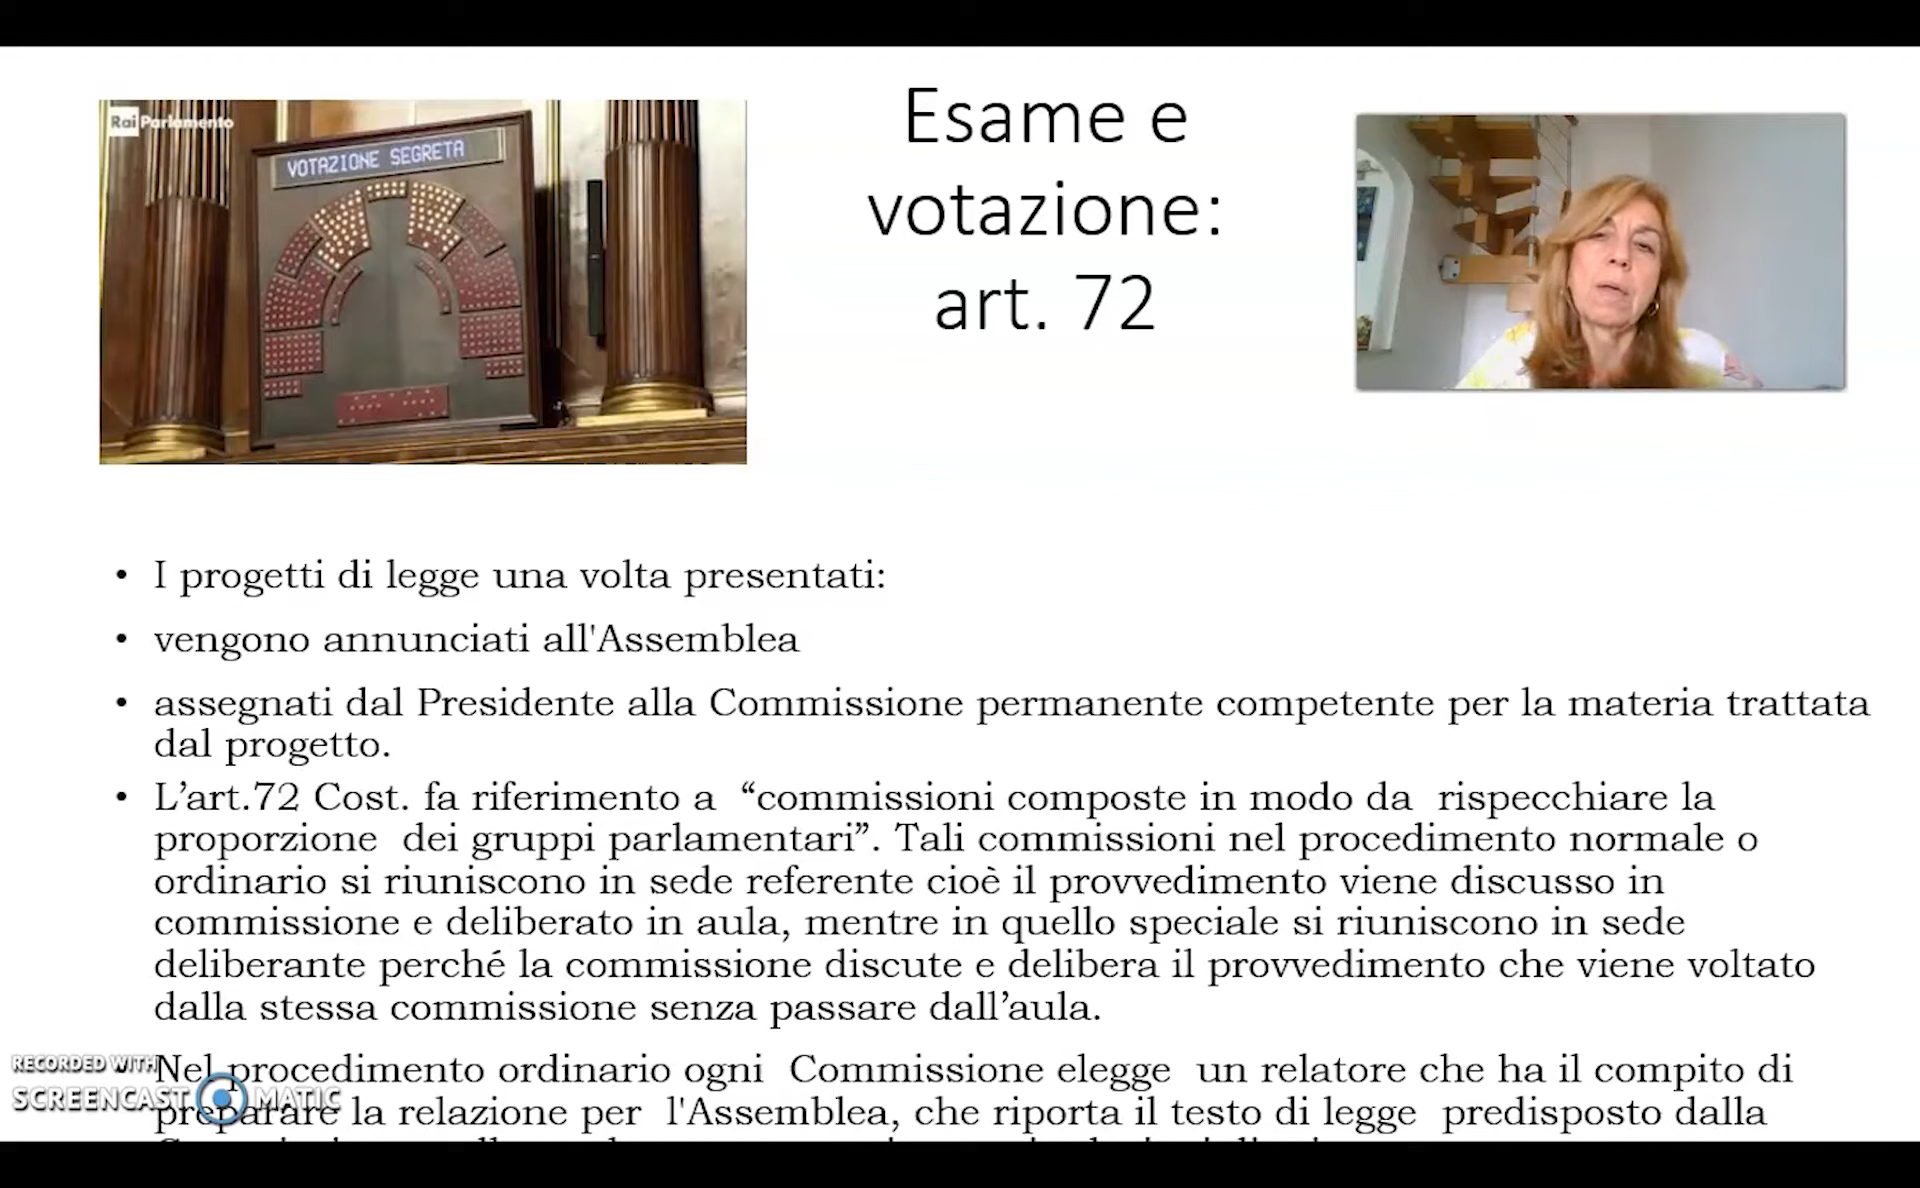 Rai Parlamento
VOTAZIONE SEGRETA
Esame e
votazione:
art. 72
• I progetti di legge una volta presentati:
• vengono annunciati all'Assemblea
• assegnati dal Presidente alla Commissione permanente competente per la materia trattata
dal progetto.
• L’art.72 Cost. fa riferimento a “commissioni composte in modo da rispecchiare la
proporzione dei gruppi parlamentari”. Tali commissioni nel procedimento normale o
ordinario si riuniscono in sede referente cioè il provvedimento viene discusso in
commissione e deliberato in aula, mentre in quello speciale si riuniscono in sede
deliberante perché la commissione discute e delibera il provvedimento che viene voltato
dalla stessa commissione senza passare dall’aula.
• Nel procedimento ordinario ogni Commissione elegge un relatore che ha il compito di
preparare la relazione per l'Assemblea, che riporta il testo di legge predisposto dalla
RECORDED WITH
SCREENCAST MATIC